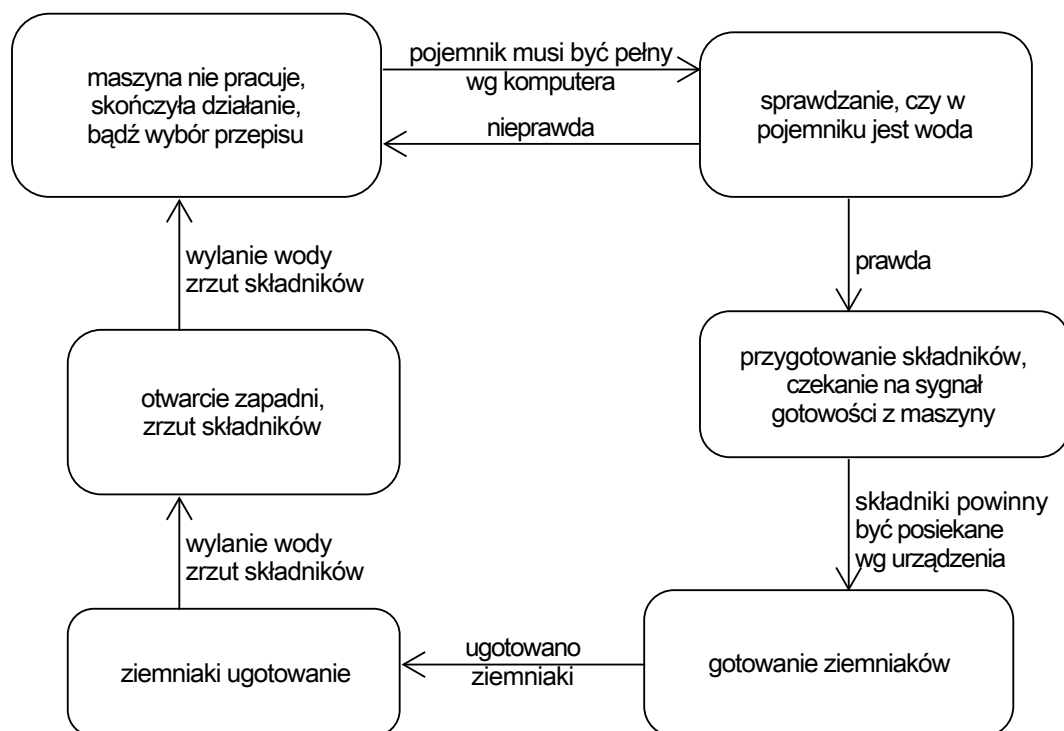 maszyna nie pracuje,
skończyła działanie,
bądź wybór przepisu
pojemnik musi być pełny
wg komputera
nieprawda
sprawdzanie, czy w
pojemniku jest woda
prawda
przygotowanie składników,
czekanie na sygnał
gotowości z maszyny
składniki powinny
być posiekane
wg urządzenia
gotowanie ziemniaków
ugotowano
ziemniaki
ziemniaki ugotowanie
wylanie wody
zrzut składników
otwarcie zapadni,
zrzut składników
wylanie wody
zrzut składników